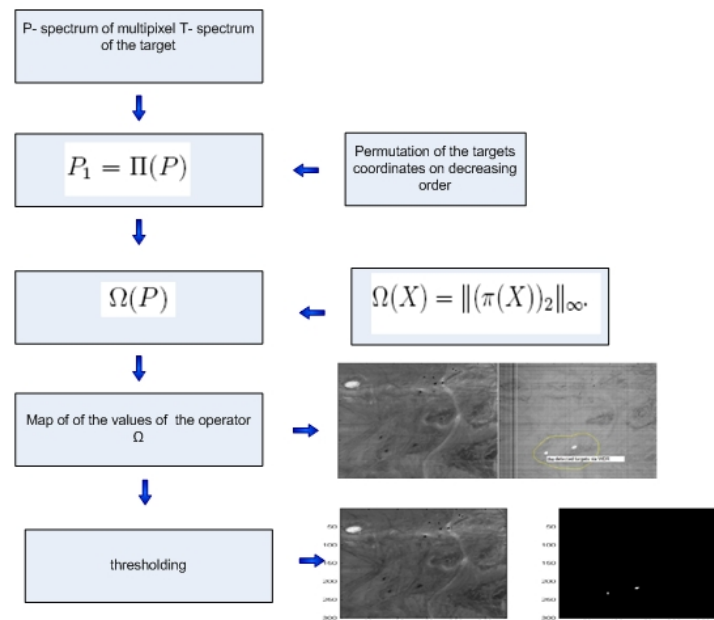 P- spectrum of multipixel T- spectrum
of the target
P₁ = Π(P)
Permutation of the targets
coordinates on decreasing
order
Ω(P)
Ω(X) = ‖(π(X))₂‖∞.
Map of of the values of the operator
Ω
thresholding
50
100
150
200
250
300
50
100
150
200
250
300